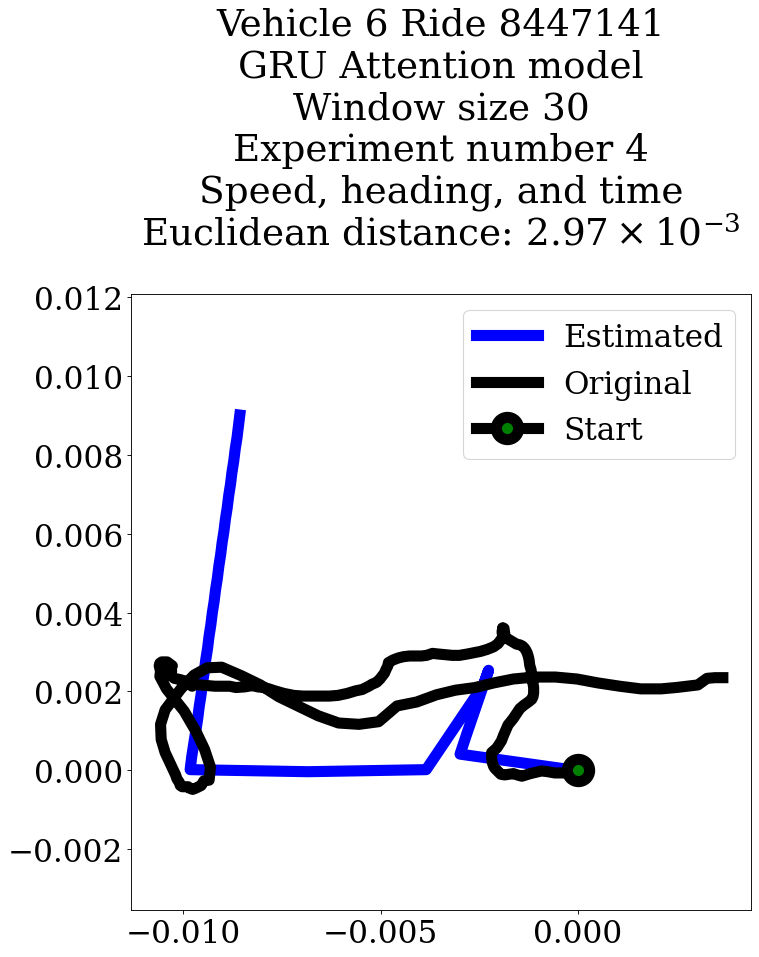 Vehicle 6 Ride 8447141
GRU Attention model
Window size 30
Experiment number 4
Speed, heading, and time
Euclidean distance: 2.97 × 10⁻³
0.012
0.010
0.008
0.006
0.004
0.002
0.000
−0.002
Estimated
Original
Start
−0.010
−0.005
0.000